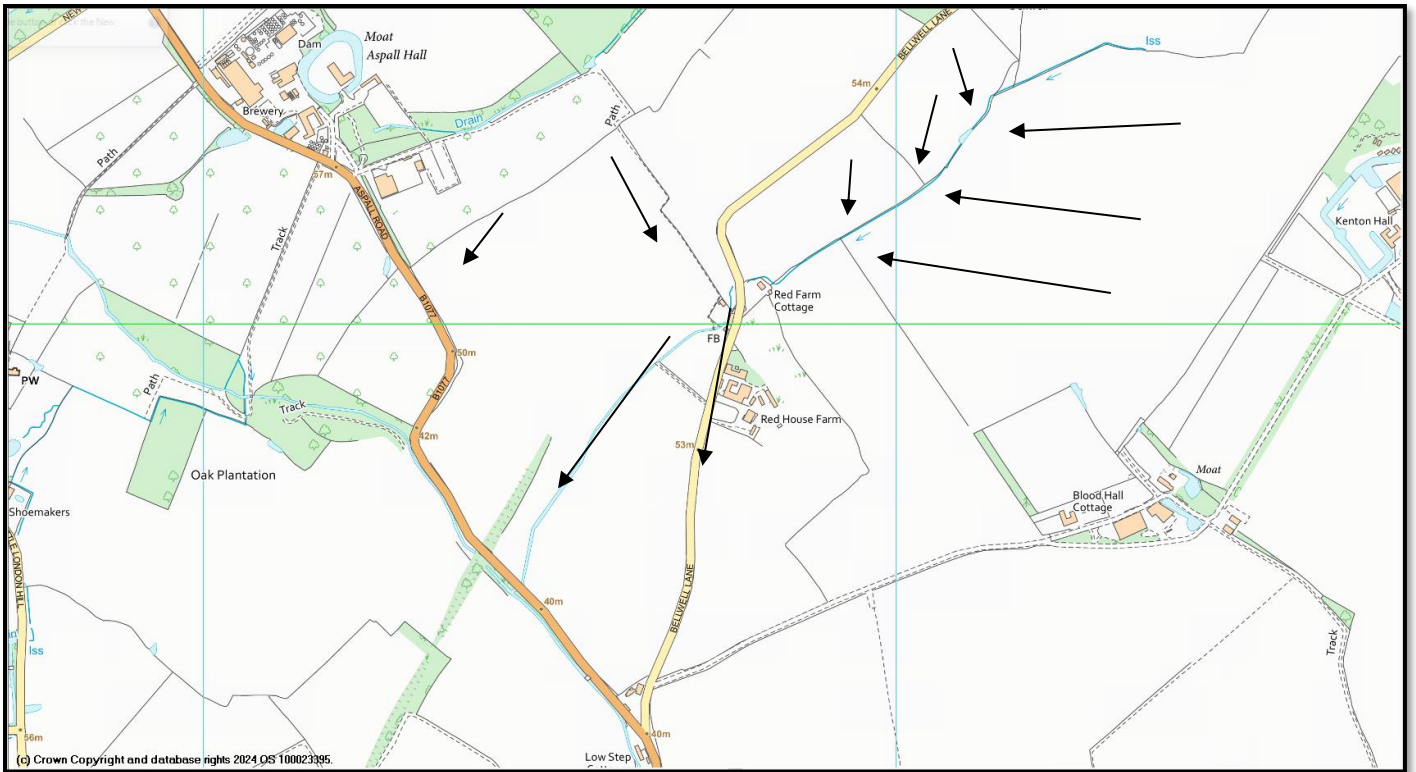 NEW
Moat
Aspall Hall
Dam
Brewery
Drain
Path
Path
57m
ASPALL ROAD
Track
BELLWELL LANE
54m
Iss
Kenton Hall
Red Farm
Cottage
FB
B1077
50m
PW
Path
Track
B1077
42m
Oak Plantation
Red House Farm
53m
Moat
Blood Hall
Cottage
Shoemakers
40m
BELLWELL LANE
Track
Iss
56m
40m
Low Step
(c) Crown Copyright and database rights 2024 OS 100023395.